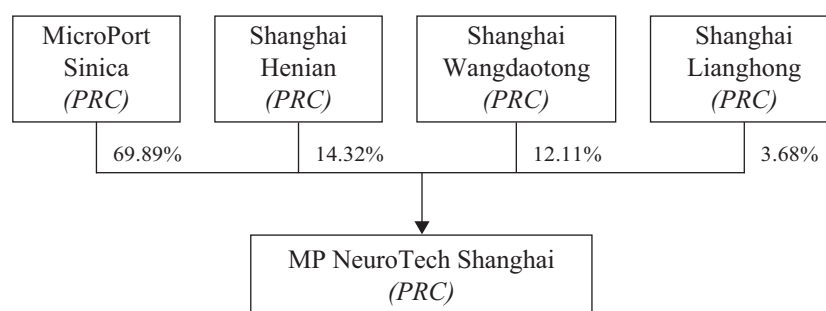 MicroPort
Sinica
(PRC)
Shanghai
Henian
(PRC)
Shanghai
Wangdaotong
(PRC)
Shanghai
Lianghong
(PRC)
69.89%
14.32%
12.11%
3.68%
MP NeuroTech Shanghai
(PRC)